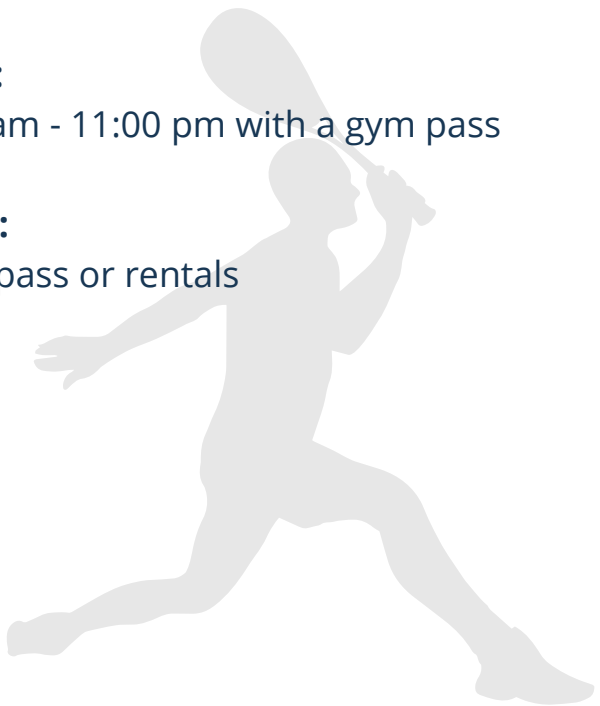 :
am - 11:00 pm with a gym pass
:
pass or rentals